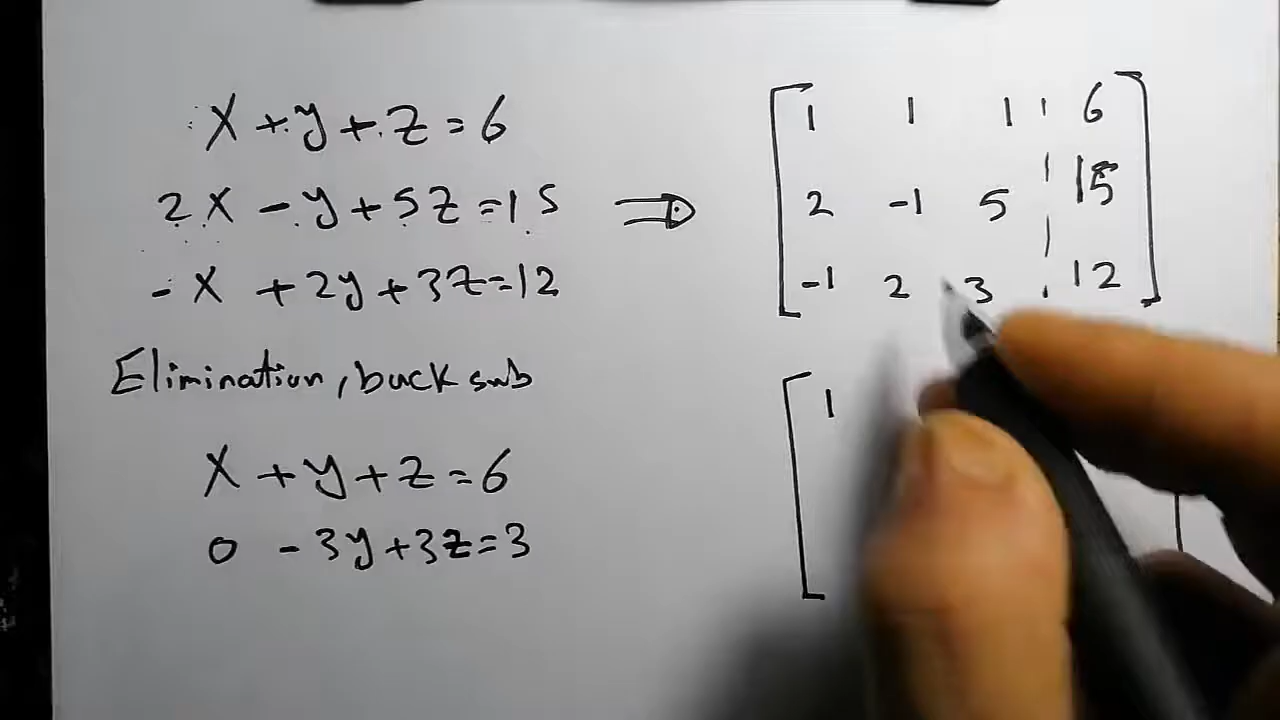 x + y + z = 6
2x - y + 5z = 15
-x + 2y + 3z = 12
Elimination, buck sub
x + y + z = 6
0 - 3y + 3z = 3
1 1 1 6
2 -1 5 15
-1 2 3 12
1